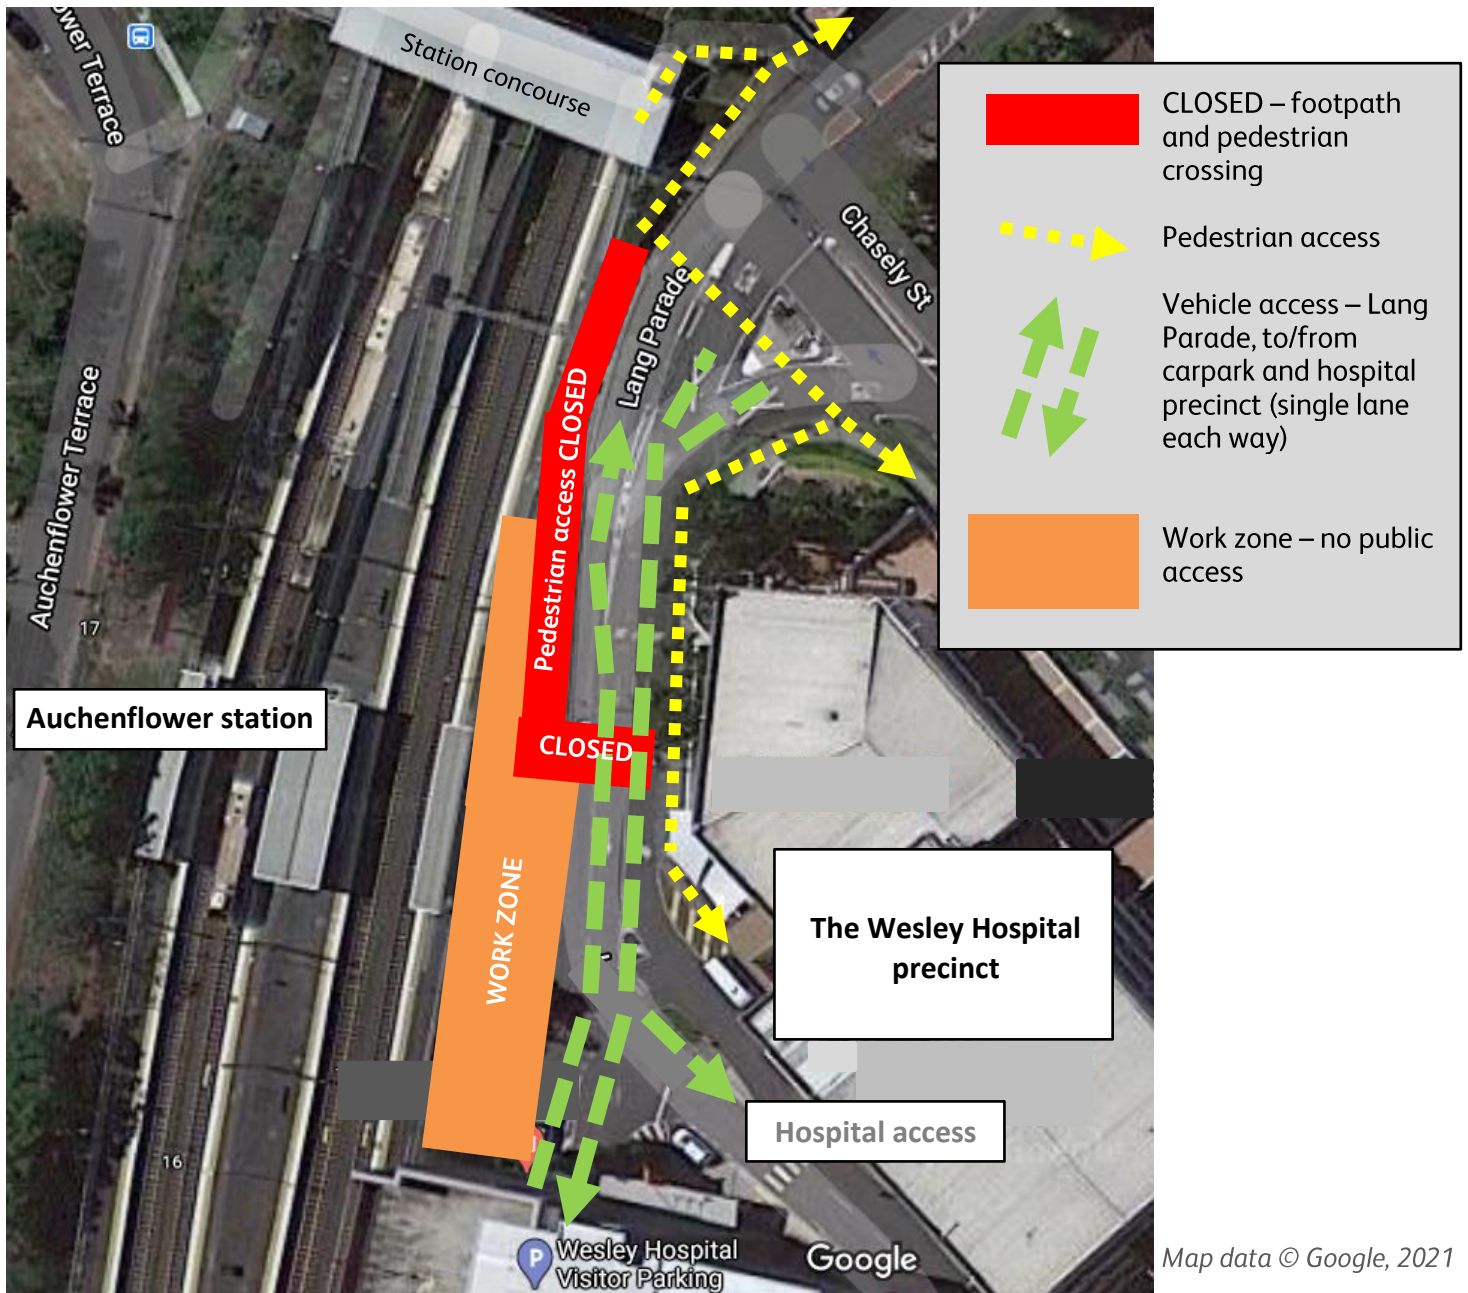 ower Terrace
Station concourse
CLOSED – footpath
and pedestrian
crossing
Pedestrian access
Vehicle access – Lang
Parade, to/from
carpark and hospital
precinct (single lane
each way)
Work zone – no public
access
Chasely St
Lang Parade
Auchenflower Terrace
Pedestrian access CLOSED
17
Auchenflower station
CLOSED
WORK ZONE
The Wesley Hospital
precinct
Hospital access
16
P
Wesley Hospital
Visitor Parking
Google
Map data © Google, 2021